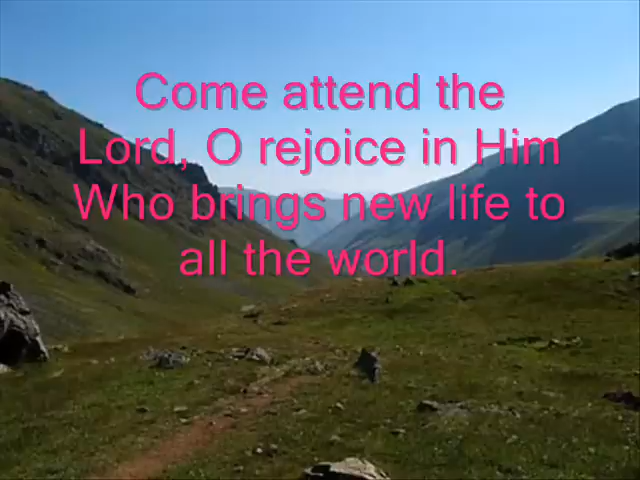 Come attend the
Lord, O rejoice in Him
Who brings new life to
all the world.